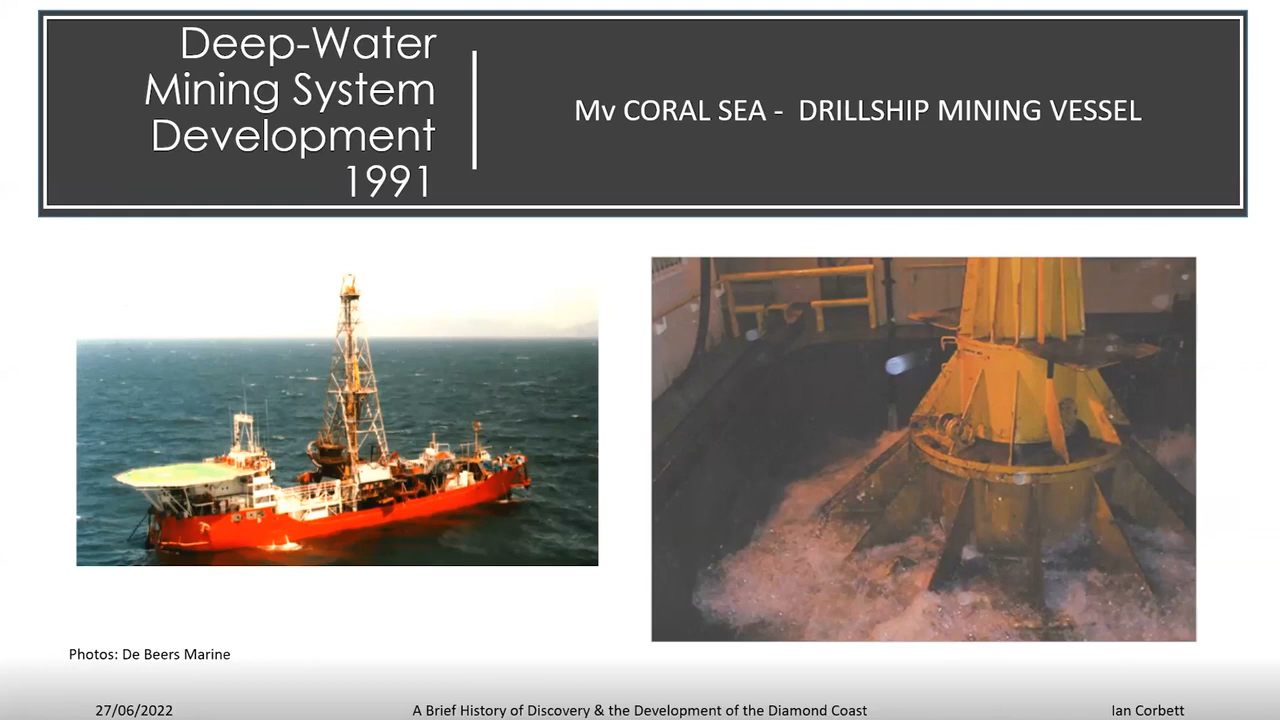 Deep-Water
Mining System
Development
1991
Mv CORAL SEA - DRILLSHIP MINING VESSEL
Photos: De Beers Marine
27/06/2022
A Brief History of Discovery & the Development of the Diamond Coast
Ian Corbett